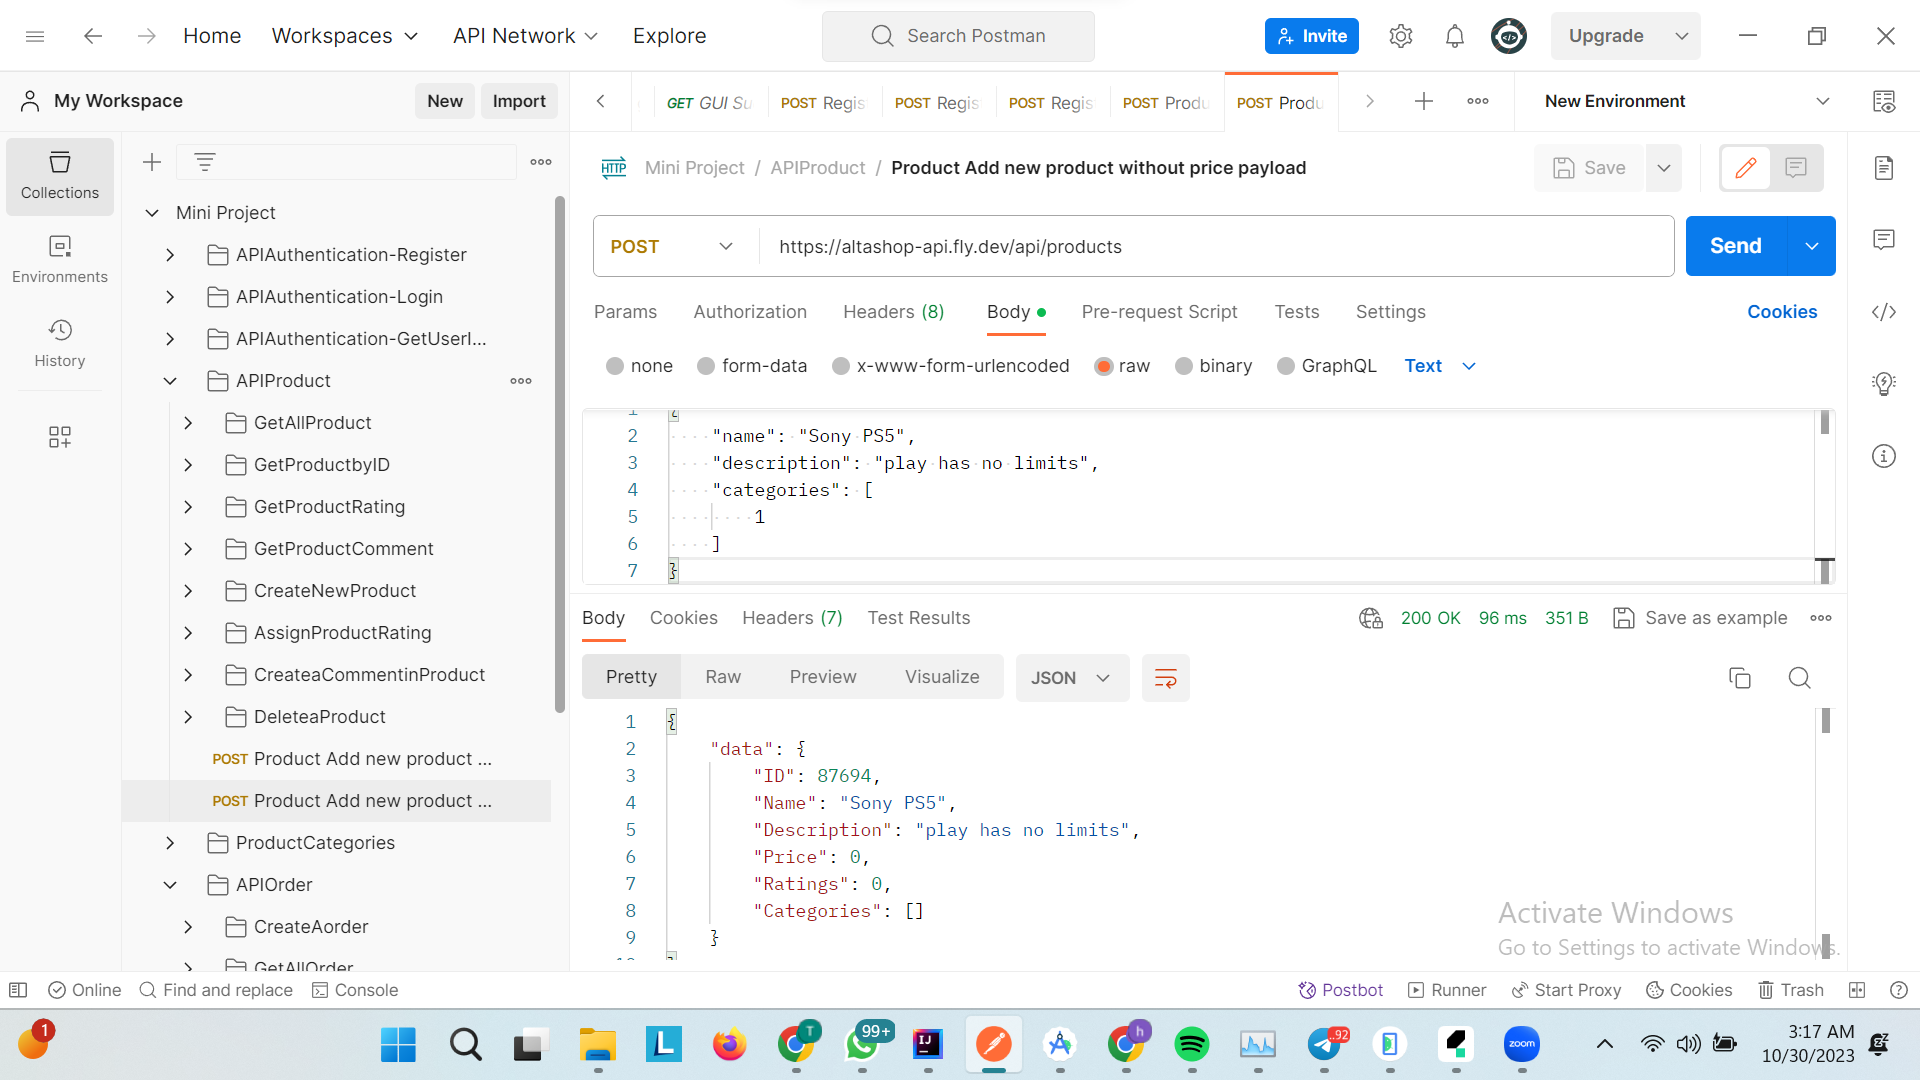 Home Workspaces API Network Explore
Search Postman
Invite
Upgrade
My Workspace
New Import
GET GUI Su
POST Regis
POST Regis
POST Regis
POST Produ
POST Produ
New Environment
Collections
Environments
History
Mini Project
APIAuthentication-Register
APIAuthentication-Login
APIAuthentication-GetUserI...
APIProduct
GetAllProduct
GetProductbyID
GetProductRating
GetProductComment
CreateNewProduct
AssignProductRating
CreateaCommentinProduct
DeleteaProduct
POST Product Add new product ...
POST Product Add new product ...
ProductCategories
APIOrder
CreateAorder
GetAllOrder
HTTP Mini Project / APIProduct / Product Add new product without price payload
Save
POST https://altashop-api.fly.dev/api/products
Send
Params Authorization Headers (8) Body Pre-request Script Tests Settings Cookies
none form-data x-www-form-urlencoded raw binary GraphQL Text
1 {
2 "name": "Sony PS5",
3 "description": "play has no limits",
4 "categories": [
5 1
6 ]
7 }
Body Cookies Headers (7) Test Results
200 OK 96 ms 351 B Save as example
Pretty Raw Preview Visualize JSON
1 {
2 "data": {
3 "ID": 87694,
4 "Name": "Sony PS5",
5 "Description": "play has no limits",
6 "Price": 0,
7 "Ratings": 0,
8 "Categories": []
9 }
10 }
Activate Windows
Go to Settings to activate Windows.
Online Find and replace Console
Postbot Runner Start Proxy Cookies Trash
1
L
T
99+
IJ
h
..92
zoom
3:17 AM
10/30/2023